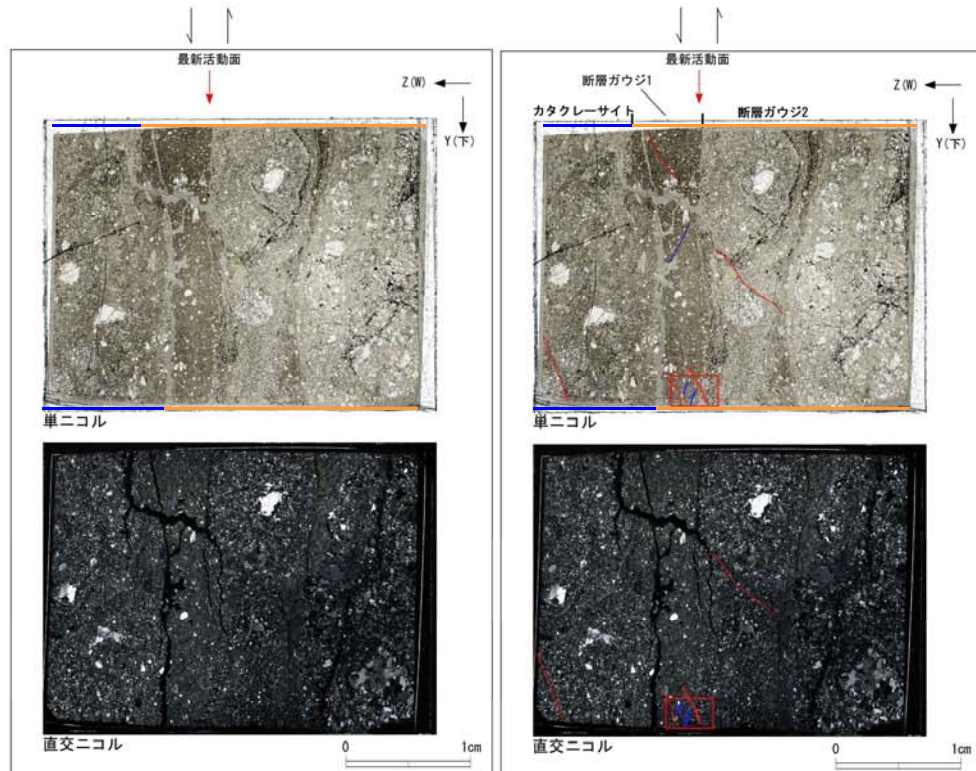 最新活動面
Z(W)
Y(下)
単ニコル
直交ニコル
0 1cm
最新活動面
断層ガウジ1
Z(W)
カタクレーサイト
断層ガウジ2
Y(下)
単ニコル
直交ニコル
0 1cm